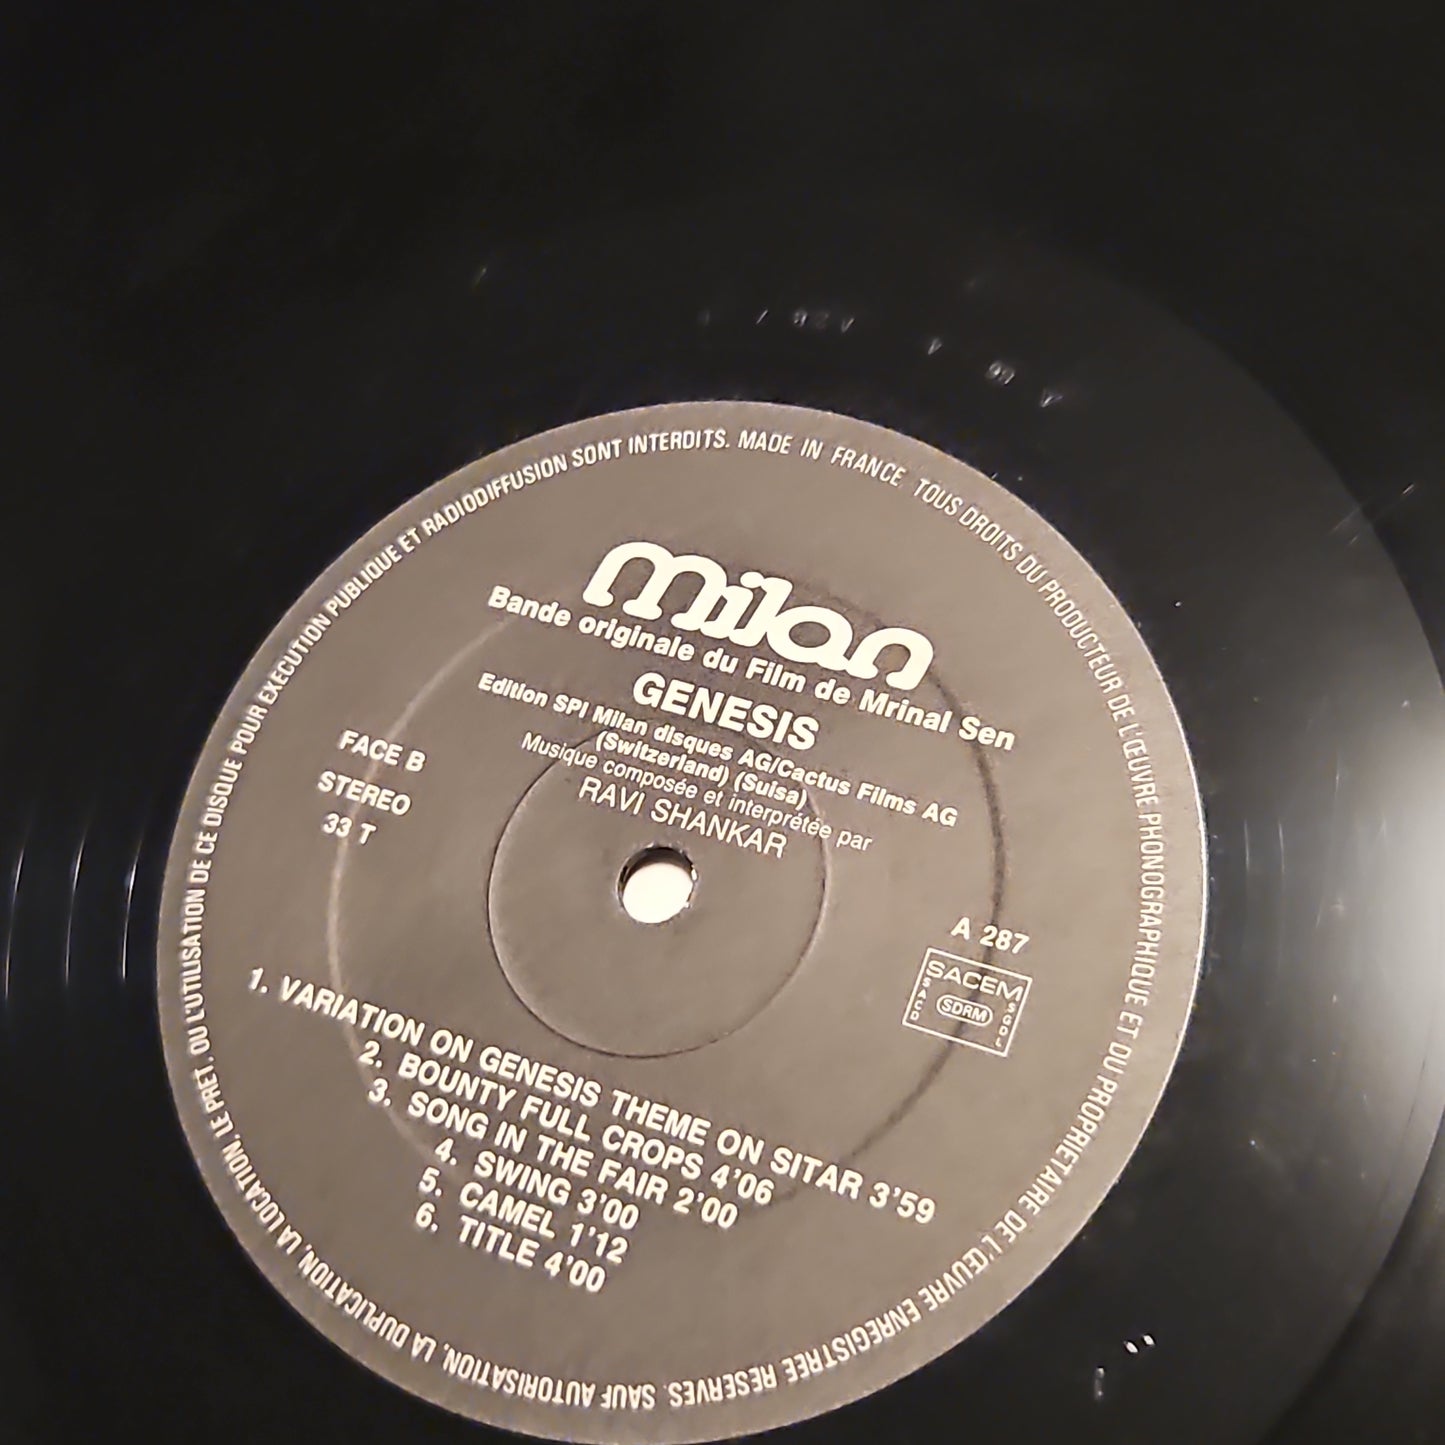 TOUS DROITS DU PRODUCTEUR DE L'ŒUVRE PHONOGRAPHIQUE ET DU PROPRIETAIRE DE L'ŒUVRE ENREGISTREE RESERVES. SAUF AUTORISATION, LA DUPLICATION, LA LOCATION, LE PRET, OU L'UTILISATION DE CE DISQUE POUR EXECUTION PUBLIQUE ET RADIODIFFUSION SONT INTERDITS. MADE IN FRANCE
milan
Bande originale du Film de Mrinal Sen
GENESIS
Edition SPI Milan disques AG/Cactus Films AG
(Switzerland) (Suisa)
Musique composée et interprétée par
RAVI SHANKAR
FACE B
STEREO
33 T
A 287
SACEM
SACD
SDRM
SGDL
1. VARIATION ON GENESIS THEME ON SITAR 3'59
2. BOUNTY FULL CROPS 4'06
3. SONG IN THE FAIR 2'00
4. SWING 3'00
5. CAMEL 1'12
6. TITLE 4'00